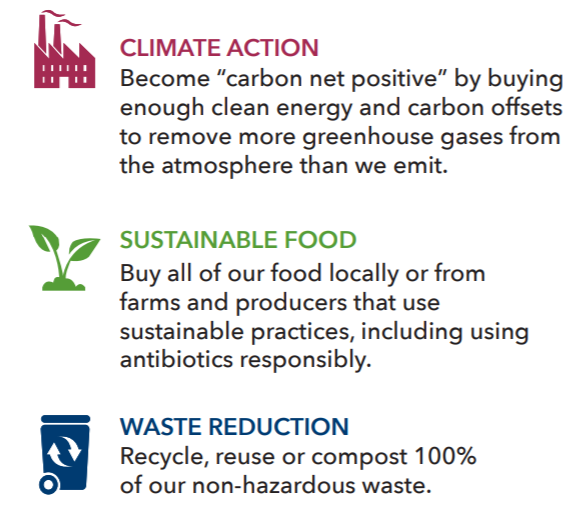 CLIMATE ACTION
Become “carbon net positive” by buying
enough clean energy and carbon offsets
to remove more greenhouse gases from
the atmosphere than we emit.
SUSTAINABLE FOOD
Buy all of our food locally or from
farms and producers that use
sustainable practices, including using
antibiotics responsibly.
WASTE REDUCTION
Recycle, reuse or compost 100%
of our non-hazardous waste.